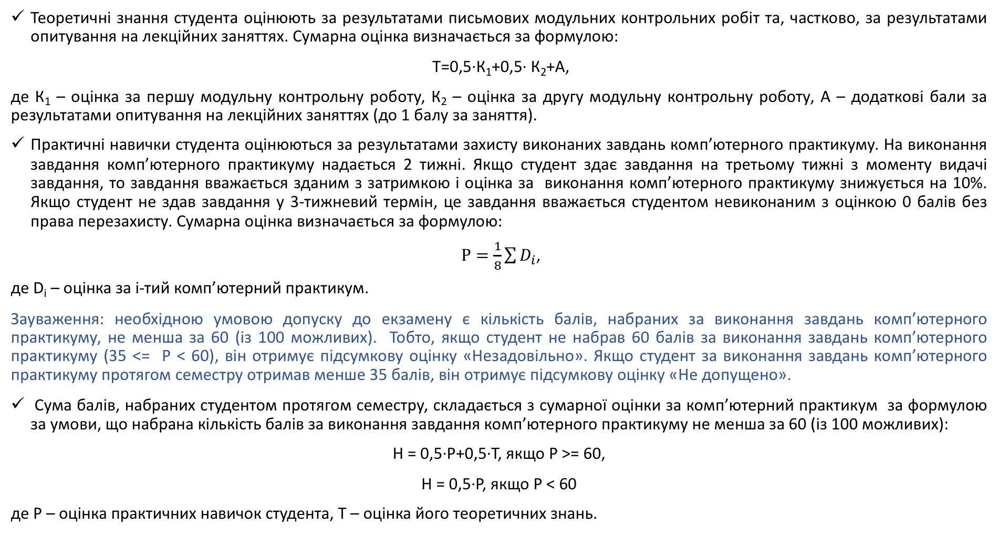 ✓ Теоретичні знання студента оцінюють за результатами письмових модульних контрольних робіт та, частково, за результатами
опитування на лекційних заняттях. Сумарна оцінка визначається за формулою:
Т=0,5·К₁+0,5· К₂+А,
де К₁ – оцінка за першу модульну контрольну роботу, К₂ – оцінка за другу модульну контрольну роботу, А – додаткові бали за
результатами опитування на лекційних заняттях (до 1 балу за заняття).
✓ Практичні навички студента оцінюються за результатами захисту виконаних завдань комп’ютерного практикуму. На виконання
завдання комп’ютерного практикуму надається 2 тижні. Якщо студент здає завдання на третьому тижні з моменту видачі
завдання, то завдання вважається зданим з затримкою і оцінка за виконання комп’ютерного практикуму знижується на 10%.
Якщо студент не здав завдання у 3-тижневий термін, це завдання вважається студентом невиконаним з оцінкою 0 балів без
права перезахисту. Сумарна оцінка визначається за формулою:
P = 1/8 ∑ Dᵢ,
де Dᵢ – оцінка за і-тий комп’ютерний практикум.
Зауваження: необхідною умовою допуску до екзамену є кількість балів, набраних за виконання завдань комп’ютерного
практикуму, не менша за 60 (із 100 можливих). Тобто, якщо студент не набрав 60 балів за виконання завдань комп’ютерного
практикуму (35 <= Р < 60), він отримує підсумкову оцінку «Незадовільно». Якщо студент за виконання завдань комп’ютерного
практикуму протягом семестру отримав менше 35 балів, він отримує підсумкову оцінку «Не допущено».
✓ Сума балів, набраних студентом протягом семестру, складається з сумарної оцінки за комп’ютерний практикум за формулою
за умови, що набрана кількість балів за виконання завдання комп’ютерного практикуму не менша за 60 (із 100 можливих):
Н = 0,5·Р+0,5·Т, якщо Р >= 60,
Н = 0,5·Р, якщо Р < 60
де Р – оцінка практичних навичок студента, Т – оцінка його теоретичних знань.